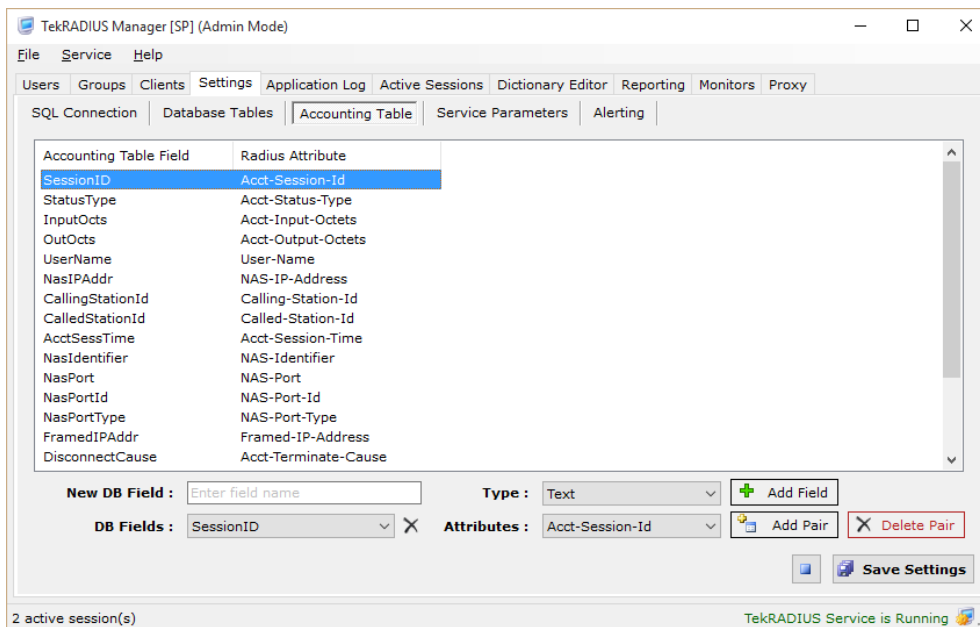 TekRADIUS Manager [SP] (Admin Mode)
File Service Help
Users Groups Clients Settings Application Log Active Sessions Dictionary Editor Reporting Monitors Proxy
SQL Connection Database Tables Accounting Table Service Parameters Alerting
Accounting Table Field Radius Attribute
SessionID Acct-Session-Id
StatusType Acct-Status-Type
InputOcts Acct-Input-Octets
OutOcts Acct-Output-Octets
UserName User-Name
NasIPAddr NAS-IP-Address
CallingStationId Calling-Station-Id
CalledStationId Called-Station-Id
AcctSessTime Acct-Session-Time
NasIdentifier NAS-Identifier
NasPort NAS-Port
NasPortId NAS-Port-Id
NasPortType NAS-Port-Type
FramedIPAddr Framed-IP-Address
DisconnectCause Acct-Terminate-Cause
New DB Field : Enter field name Type : Text Add Field
DB Fields : SessionID Attributes : Acct-Session-Id Add Pair Delete Pair
Save Settings
2 active session(s) TekRADIUS Service is Running